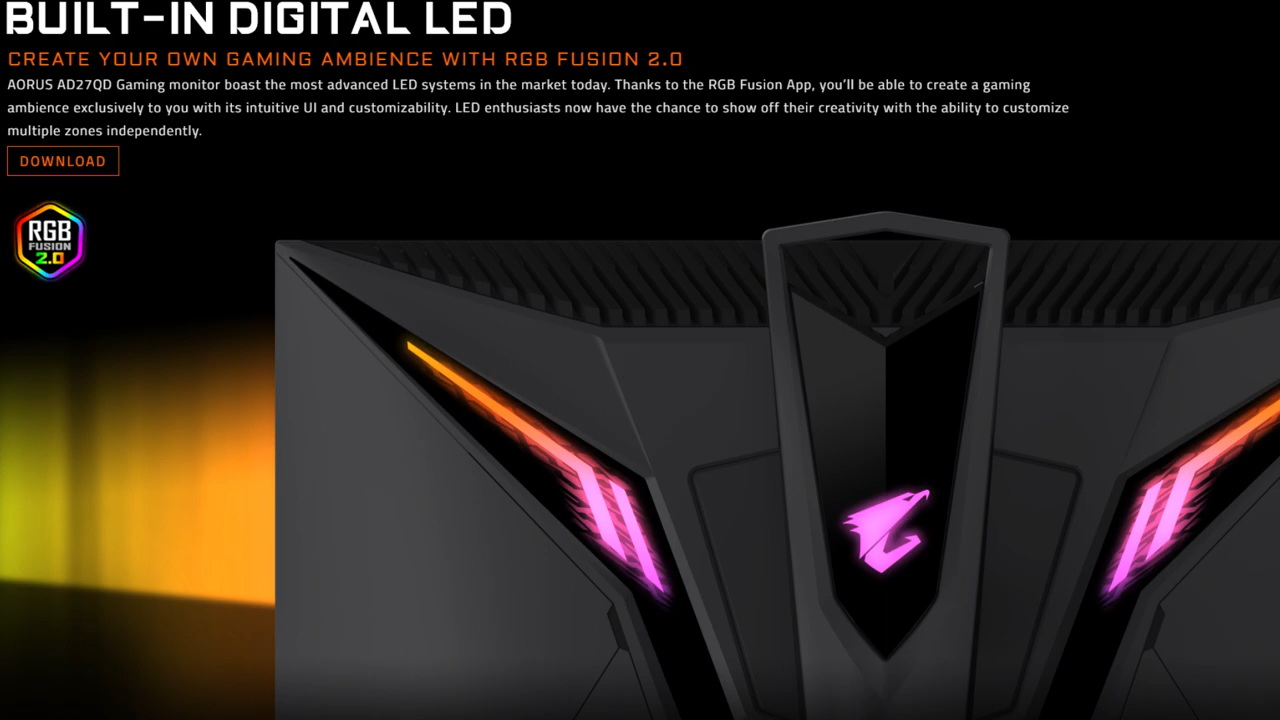 BUILT-IN DIGITAL LED
CREATE YOUR OWN GAMING AMBIENCE WITH RGB FUSION 2.0
AORUS AD27QD Gaming monitor boast the most advanced LED systems in the market today. Thanks to the RGB Fusion App, you'll be able to create a gaming
ambience exclusively to you with its intuitive UI and customizability. LED enthusiasts now have the chance to show off their creativity with the ability to customize
multiple zones independently.
DOWNLOAD
RGB
FUSION
2.0